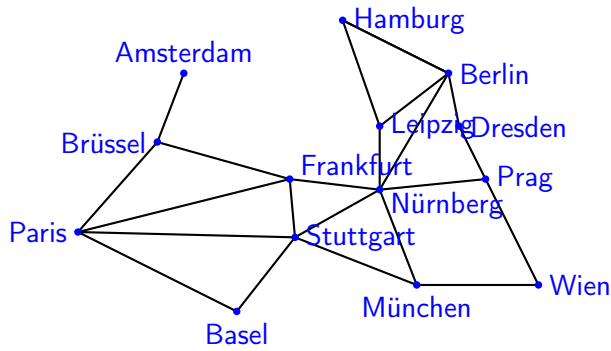 Hamburg
Amsterdam
Berlin
Leipzig
Dresden
Brüssel
Frankfurt
Prag
Nürnberg
Paris
Stuttgart
Wien
München
Basel